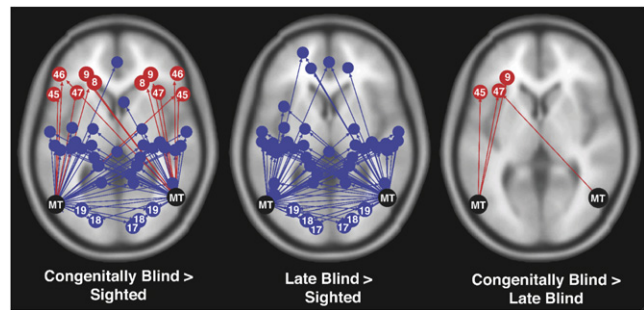 46 9 9 46
8 8
45 47 47 45
MT MT
19 19
18 18
17
Congenitally Blind >
Sighted
MT MT
19 19
18 18
17
Late Blind >
Sighted
9
45 47
MT MT
Congenitally Blind >
Late Blind